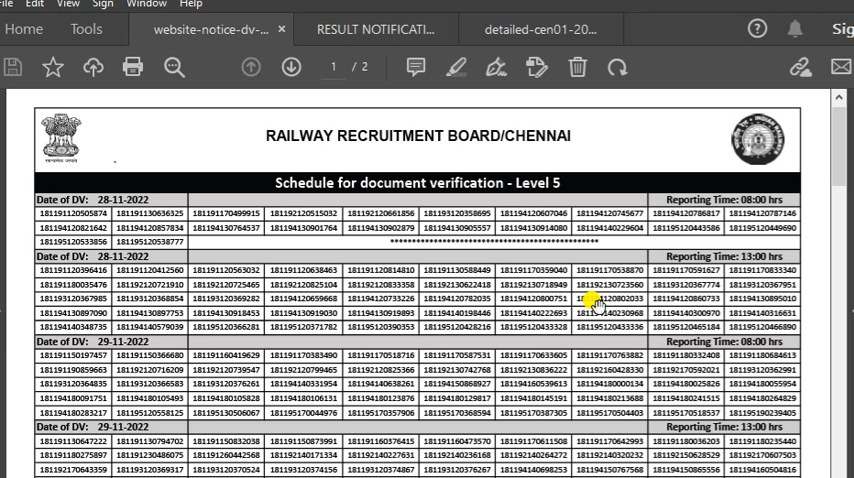 File Edit View Sign Window Help
Home Tools website-notice-dv-... × RESULT NOTIFICATI... detailed-cen01-20... ? Sig
1 / 2
RAILWAY RECRUITMENT BOARD/CHENNAI
Schedule for document verification - Level 5
Date of DV: 28-11-2022 Reporting Time: 08:00 hrs
181191120505874 181191130636325 181191170499915 181192120515032 181192120661856 181193120358695 181194120607046 181194120745677 181194120786817 181194120787146
181194120821642 181194120857834 181194130764537 181194130901764 181194130902879 181194130905557 181194130914080 181194140229604 181195120443586 181195120449690
181195120533856 181195120538777 ************************************************
Date of DV: 28-11-2022 Reporting Time: 13:00 hrs
181191120396416 181191120412560 181191120563032 181191120638463 181191120814810 181191130588449 181191170359040 181191170538870 181191170591627 181191170833340
181191180035476 181192120721910 181192120725465 181192120825104 181192120833358 181192130622418 181192130718949 181192130723560 181193120367774 181193120367951
181193120367985 181193120368854 181193120369282 181194120659668 181194120733226 181194120782035 181194120800751 181194120860733 181194130895010
181194130897090 181194130897753 181194130918453 181194130919030 181194130919893 181194140198446 181194140222693 181194140300970 181194140316631
181194140348735 181194140579039 181195120366281 181195120371782 181195120390353 181195120428216 181195120433328 181195120433336 181195120465184 181195120466890
Date of DV: 29-11-2022 Reporting Time: 08:00 hrs
181191150197457 181191150366680 181191160419629 181191170383490 181191170518716 181191170587531 181191170633605 181191170763882 181191180332408 181191180684613
181191190859663 181192120716209 181192120739547 181192120799465 181192120825366 181192130742768 181192130836222 181192160428330 181192170592021 181193120362991
181193120364835 181193120366583 181193120376261 181194140331954 181194140638261 181194150868927 181194160539613 181194180000134 181194180025826 181194180055954
181194180091751 181194180105493 181194180105828 181194180106131 181194180123876 181194180129817 181194180145191 181194180213688 181194180241515 181194180264829
181194180283217 181195120558125 181195130506067 181195170044976 181195170357906 181195170368594 181195170387305 181195170504403 181195170518537 181195190239405
Date of DV: 29-11-2022 Reporting Time: 13:00 hrs
181191130647222 181191130794702 181191150832038 181191150873991 181191160376415 181191160473570 181191170611508 181191170642993 181191180036203 181191180235440
181191180275897 181191230486075 181191260442568 181192140171334 181192140227631 181192140236168 181192140264272 181192140320232 181192150628529 181192170607503
181192170643359 181193120369317 181193120370524 181193120374156 181193120374867 181193120376267 181194140698253 181194150767568 181194150865556 181194160504816